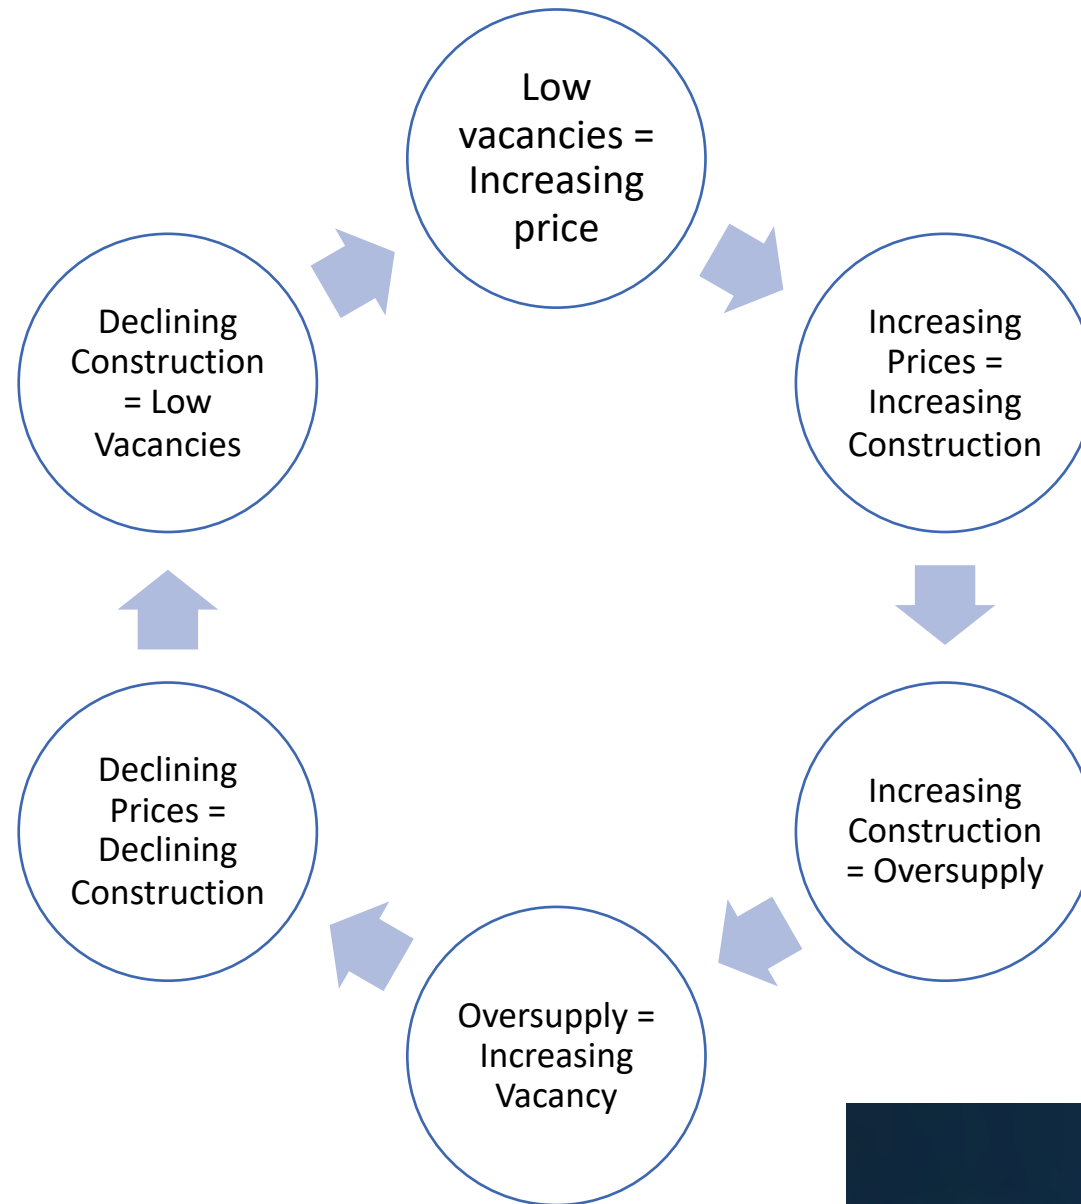 Low
vacancies =
Increasing
price
Increasing
Prices =
Increasing
Construction
Increasing
Construction
= Oversupply
Oversupply =
Increasing
Vacancy
Declining
Prices =
Declining
Construction
Declining
Construction
= Low
Vacancies